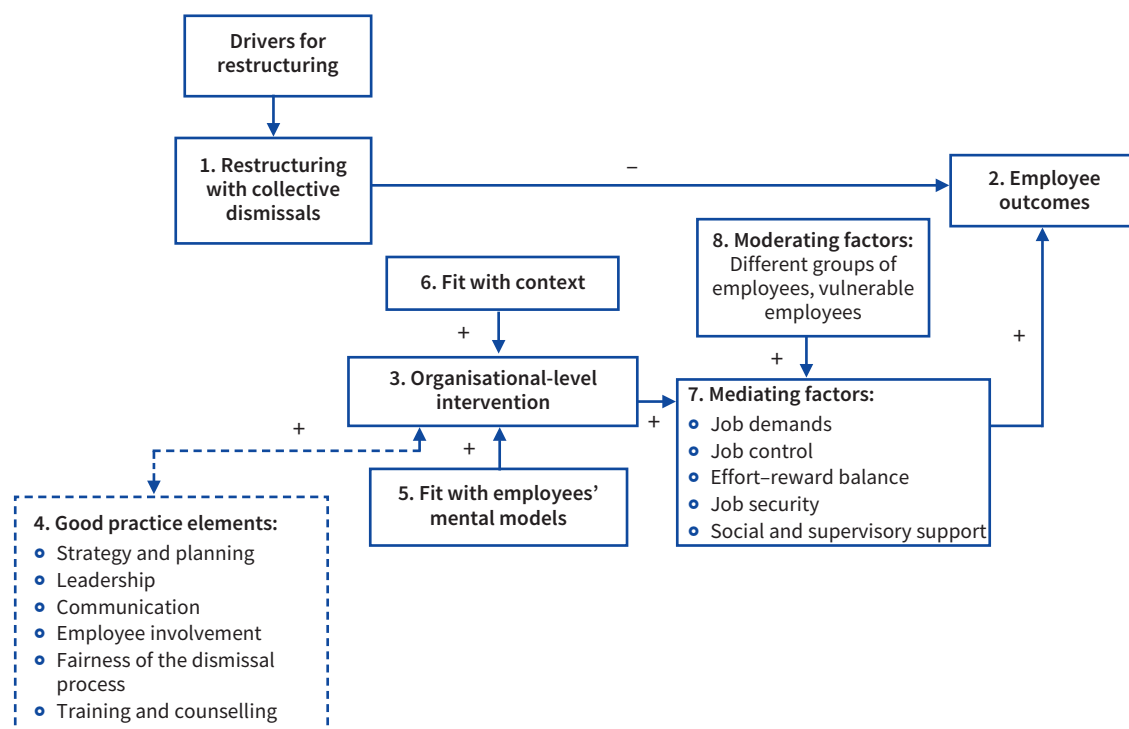 Drivers for
restructuring
1. Restructuring
with collective
dismissals
–
2. Employee
outcomes
8. Moderating factors:
Different groups of
employees, vulnerable
employees
6. Fit with context
+
+
+
3. Organisational-level
intervention
+
7. Mediating factors:
Job demands
Job control
Effort–reward balance
Job security
Social and supervisory support
+
+
5. Fit with employees’
mental models
4. Good practice elements:
Strategy and planning
Leadership
Communication
Employee involvement
Fairness of the dismissal
process
Training and counselling